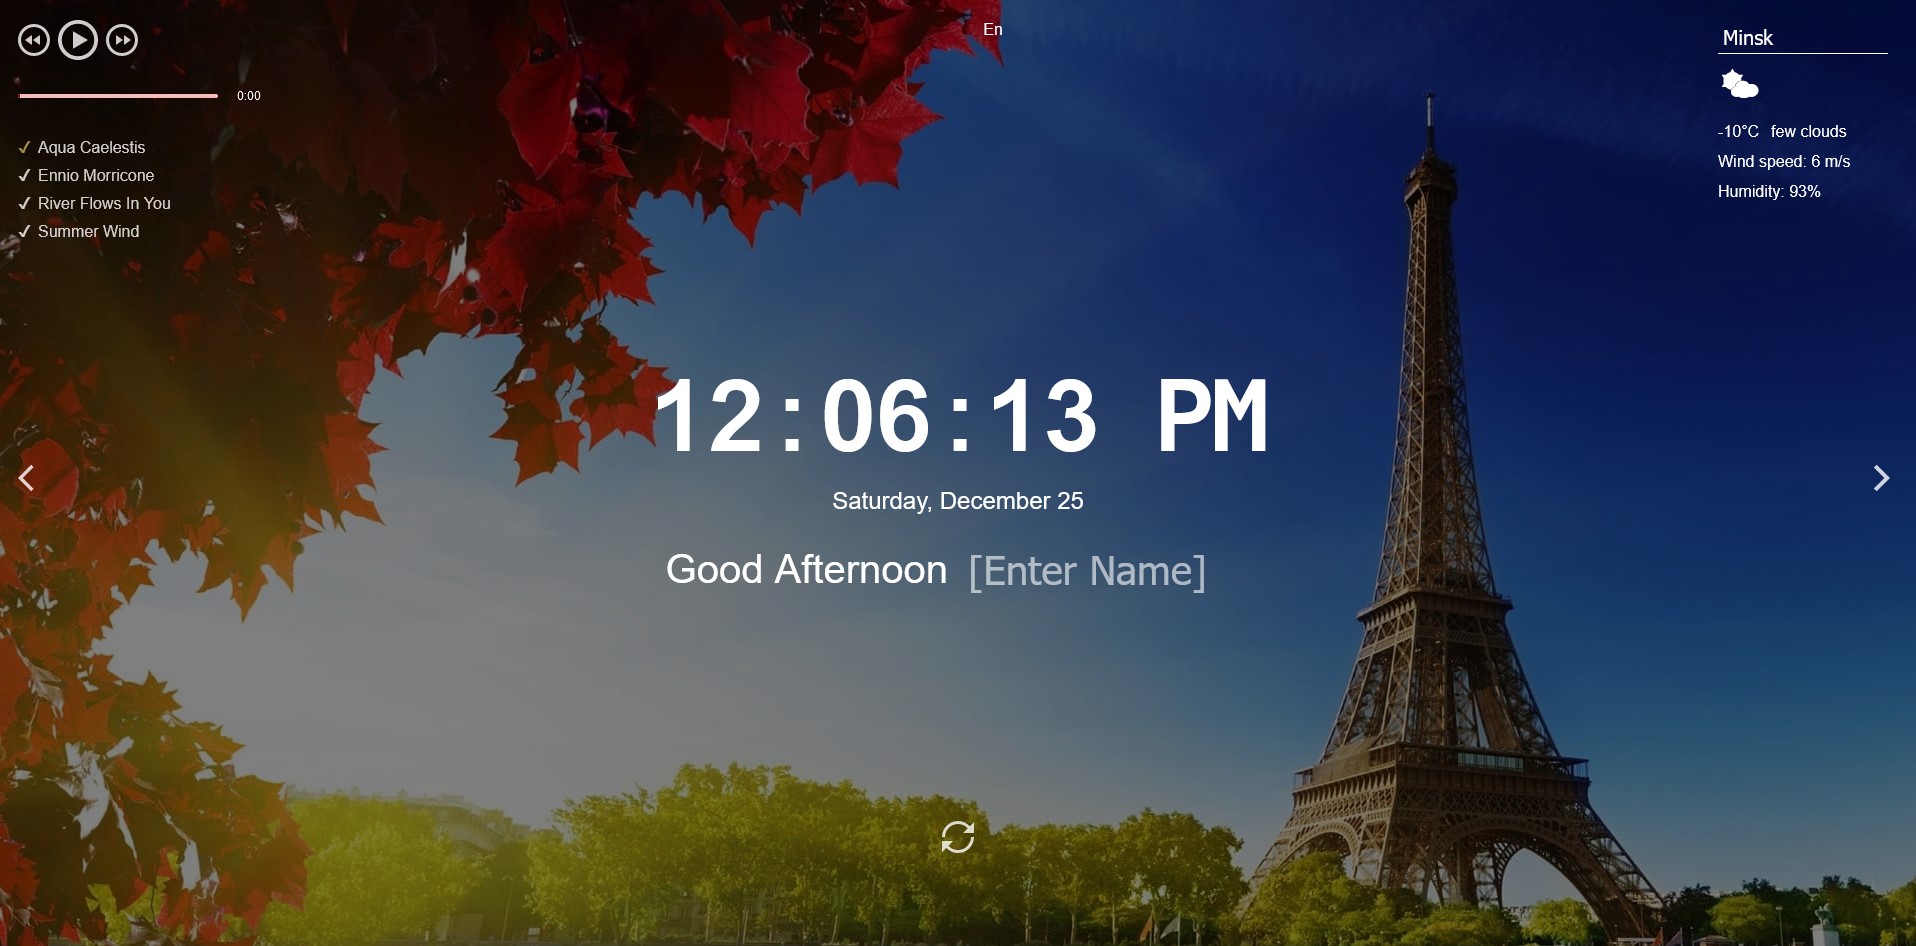 En
Minsk
0:00
Aqua Caelestis
Ennio Morricone
River Flows In You
Summer Wind
-10°C few clouds
Wind speed: 6 m/s
Humidity: 93%
12:06:13 PM
Saturday, December 25
Good Afternoon [Enter Name]